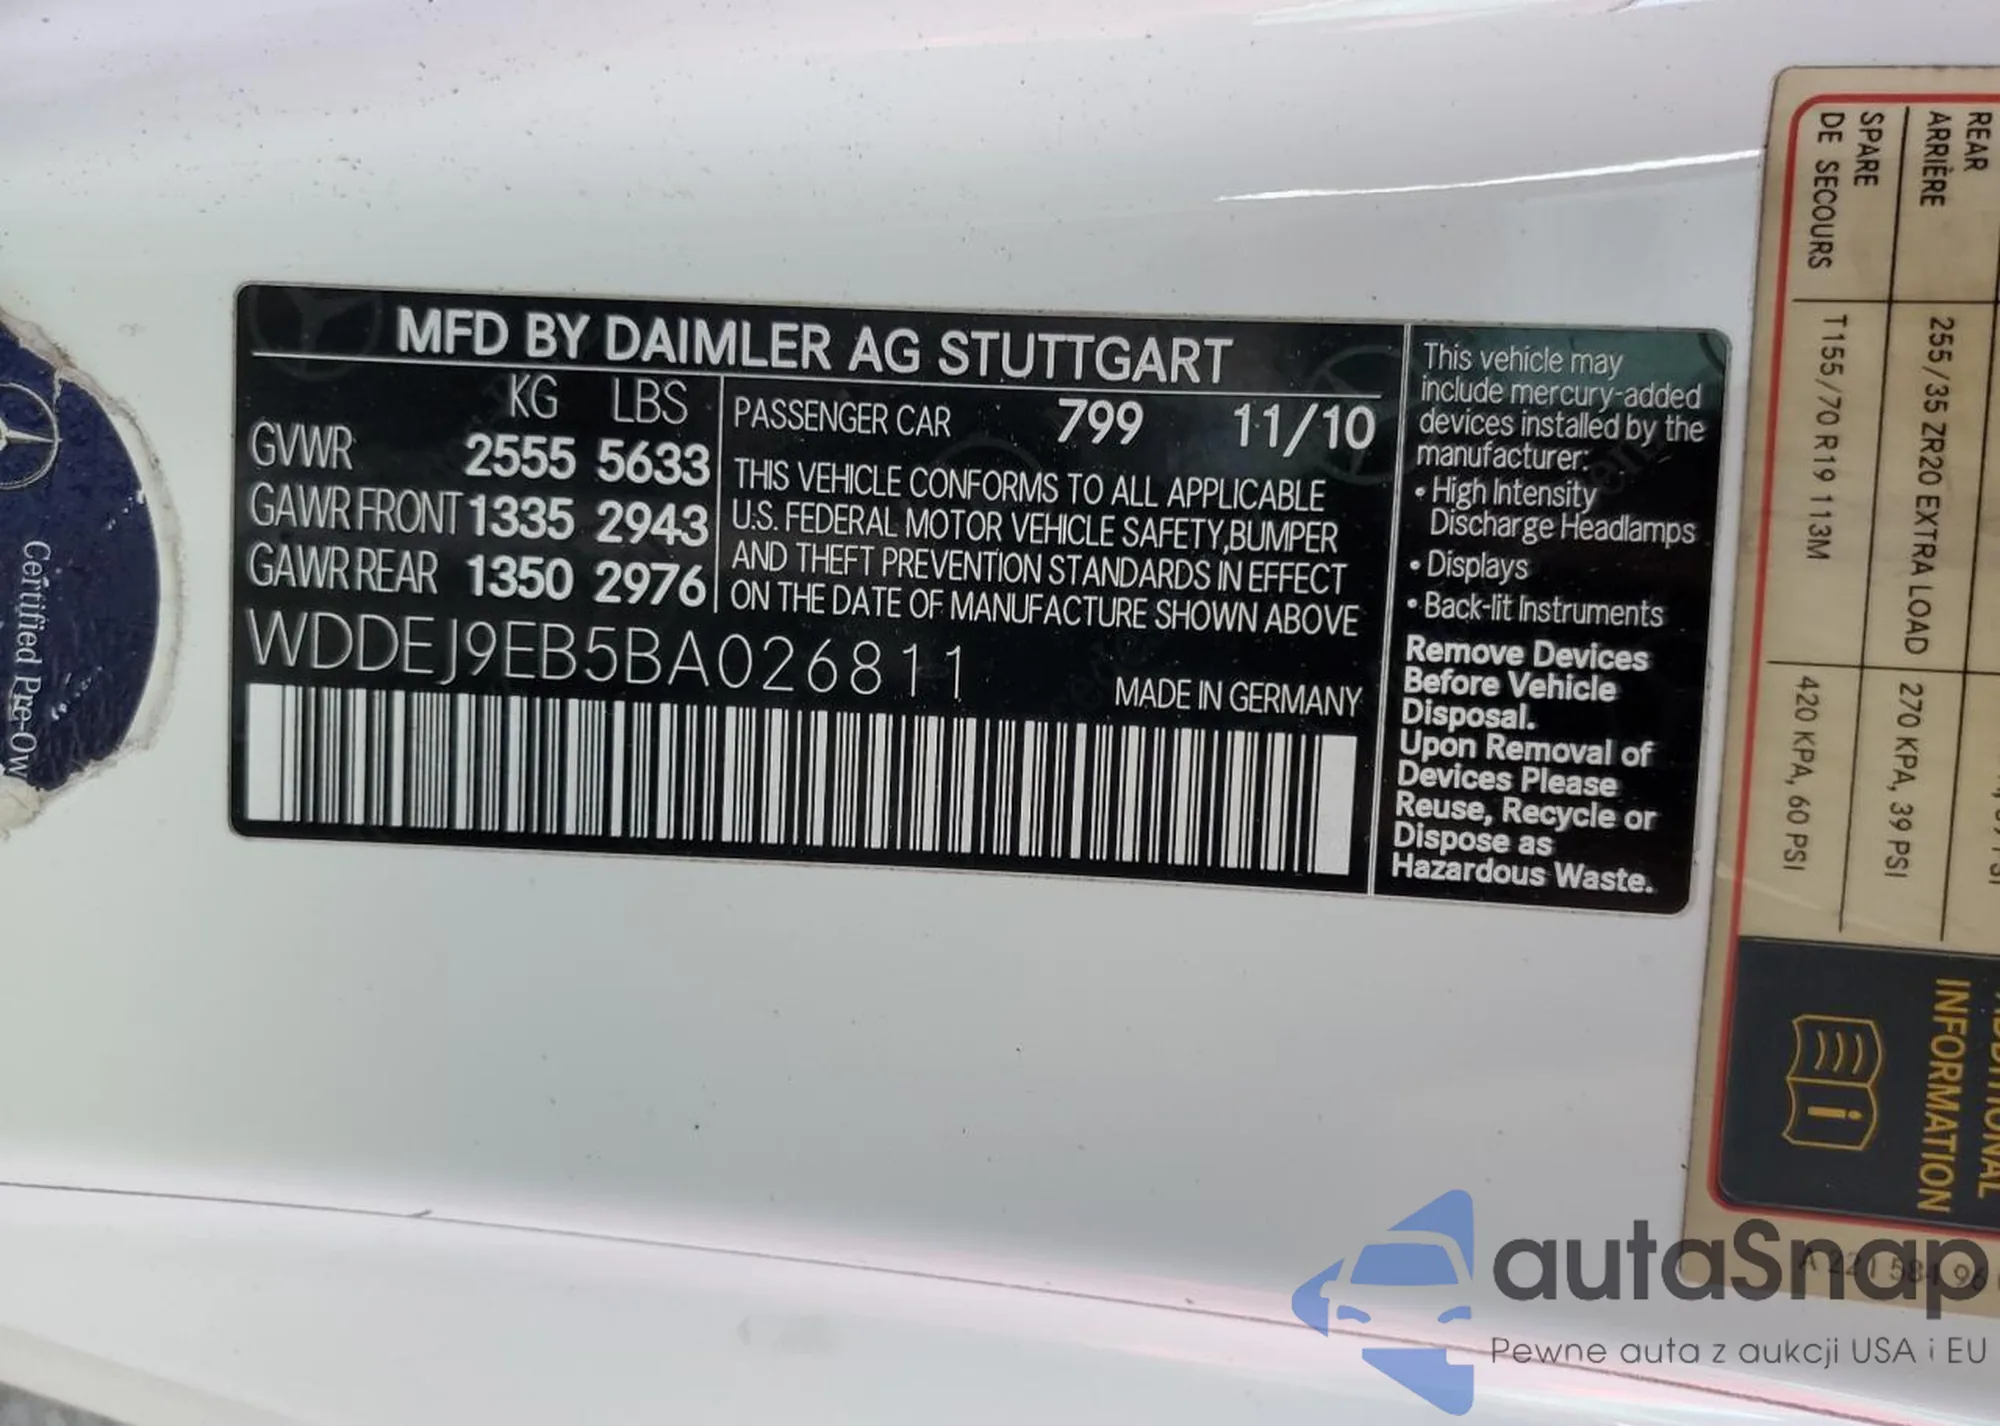 MFD BY DAIMLER AG STUTTGART
KG LBS
GVWR 2555 5633
GAWR FRONT 1335 2943
GAWR REAR 1350 2976
PASSENGER CAR 799 11/10
THIS VEHICLE CONFORMS TO ALL APPLICABLE
U.S. FEDERAL MOTOR VEHICLE SAFETY,BUMPER
AND THEFT PREVENTION STANDARDS IN EFFECT
ON THE DATE OF MANUFACTURE SHOWN ABOVE
WDDEJ9EB5BA026811
MADE IN GERMANY
This vehicle may
include mercury-added
devices installed by the
manufacturer:
• High Intensity
Discharge Headlamps
• Displays
• Back-lit Instruments
Remove Devices
Before Vehicle
Disposal.
Upon Removal of
Devices Please
Reuse, Recycle or
Dispose as
Hazardous Waste.
Certified Pre-Ow
REAR
ARRIÈRE
255/35 ZR20 EXTRA LOAD
270 KPA, 39 PSI
SPARE
DE SECOURS
T155/70 R19 113M
420 KPA, 60 PSI
INFORMATION
autaSnap
Pewne auta z aukcji USA i EU